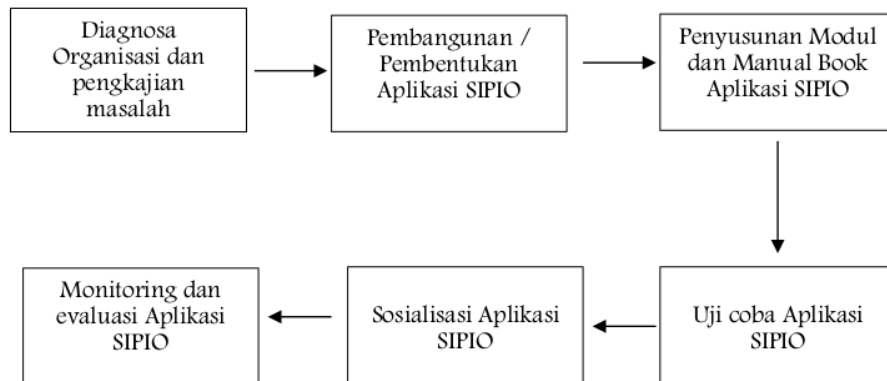 Diagnosa
Organisasi dan
pengkajian
masalah
Pembangunan /
Pembentukan
Aplikasi SIPIO
Penyusunan Modul
dan Manual Book
Aplikasi SIPIO
Uji coba Aplikasi
SIPIO
Sosialisasi Aplikasi
SIPIO
Monitoring dan
evaluasi Aplikasi
SIPIO